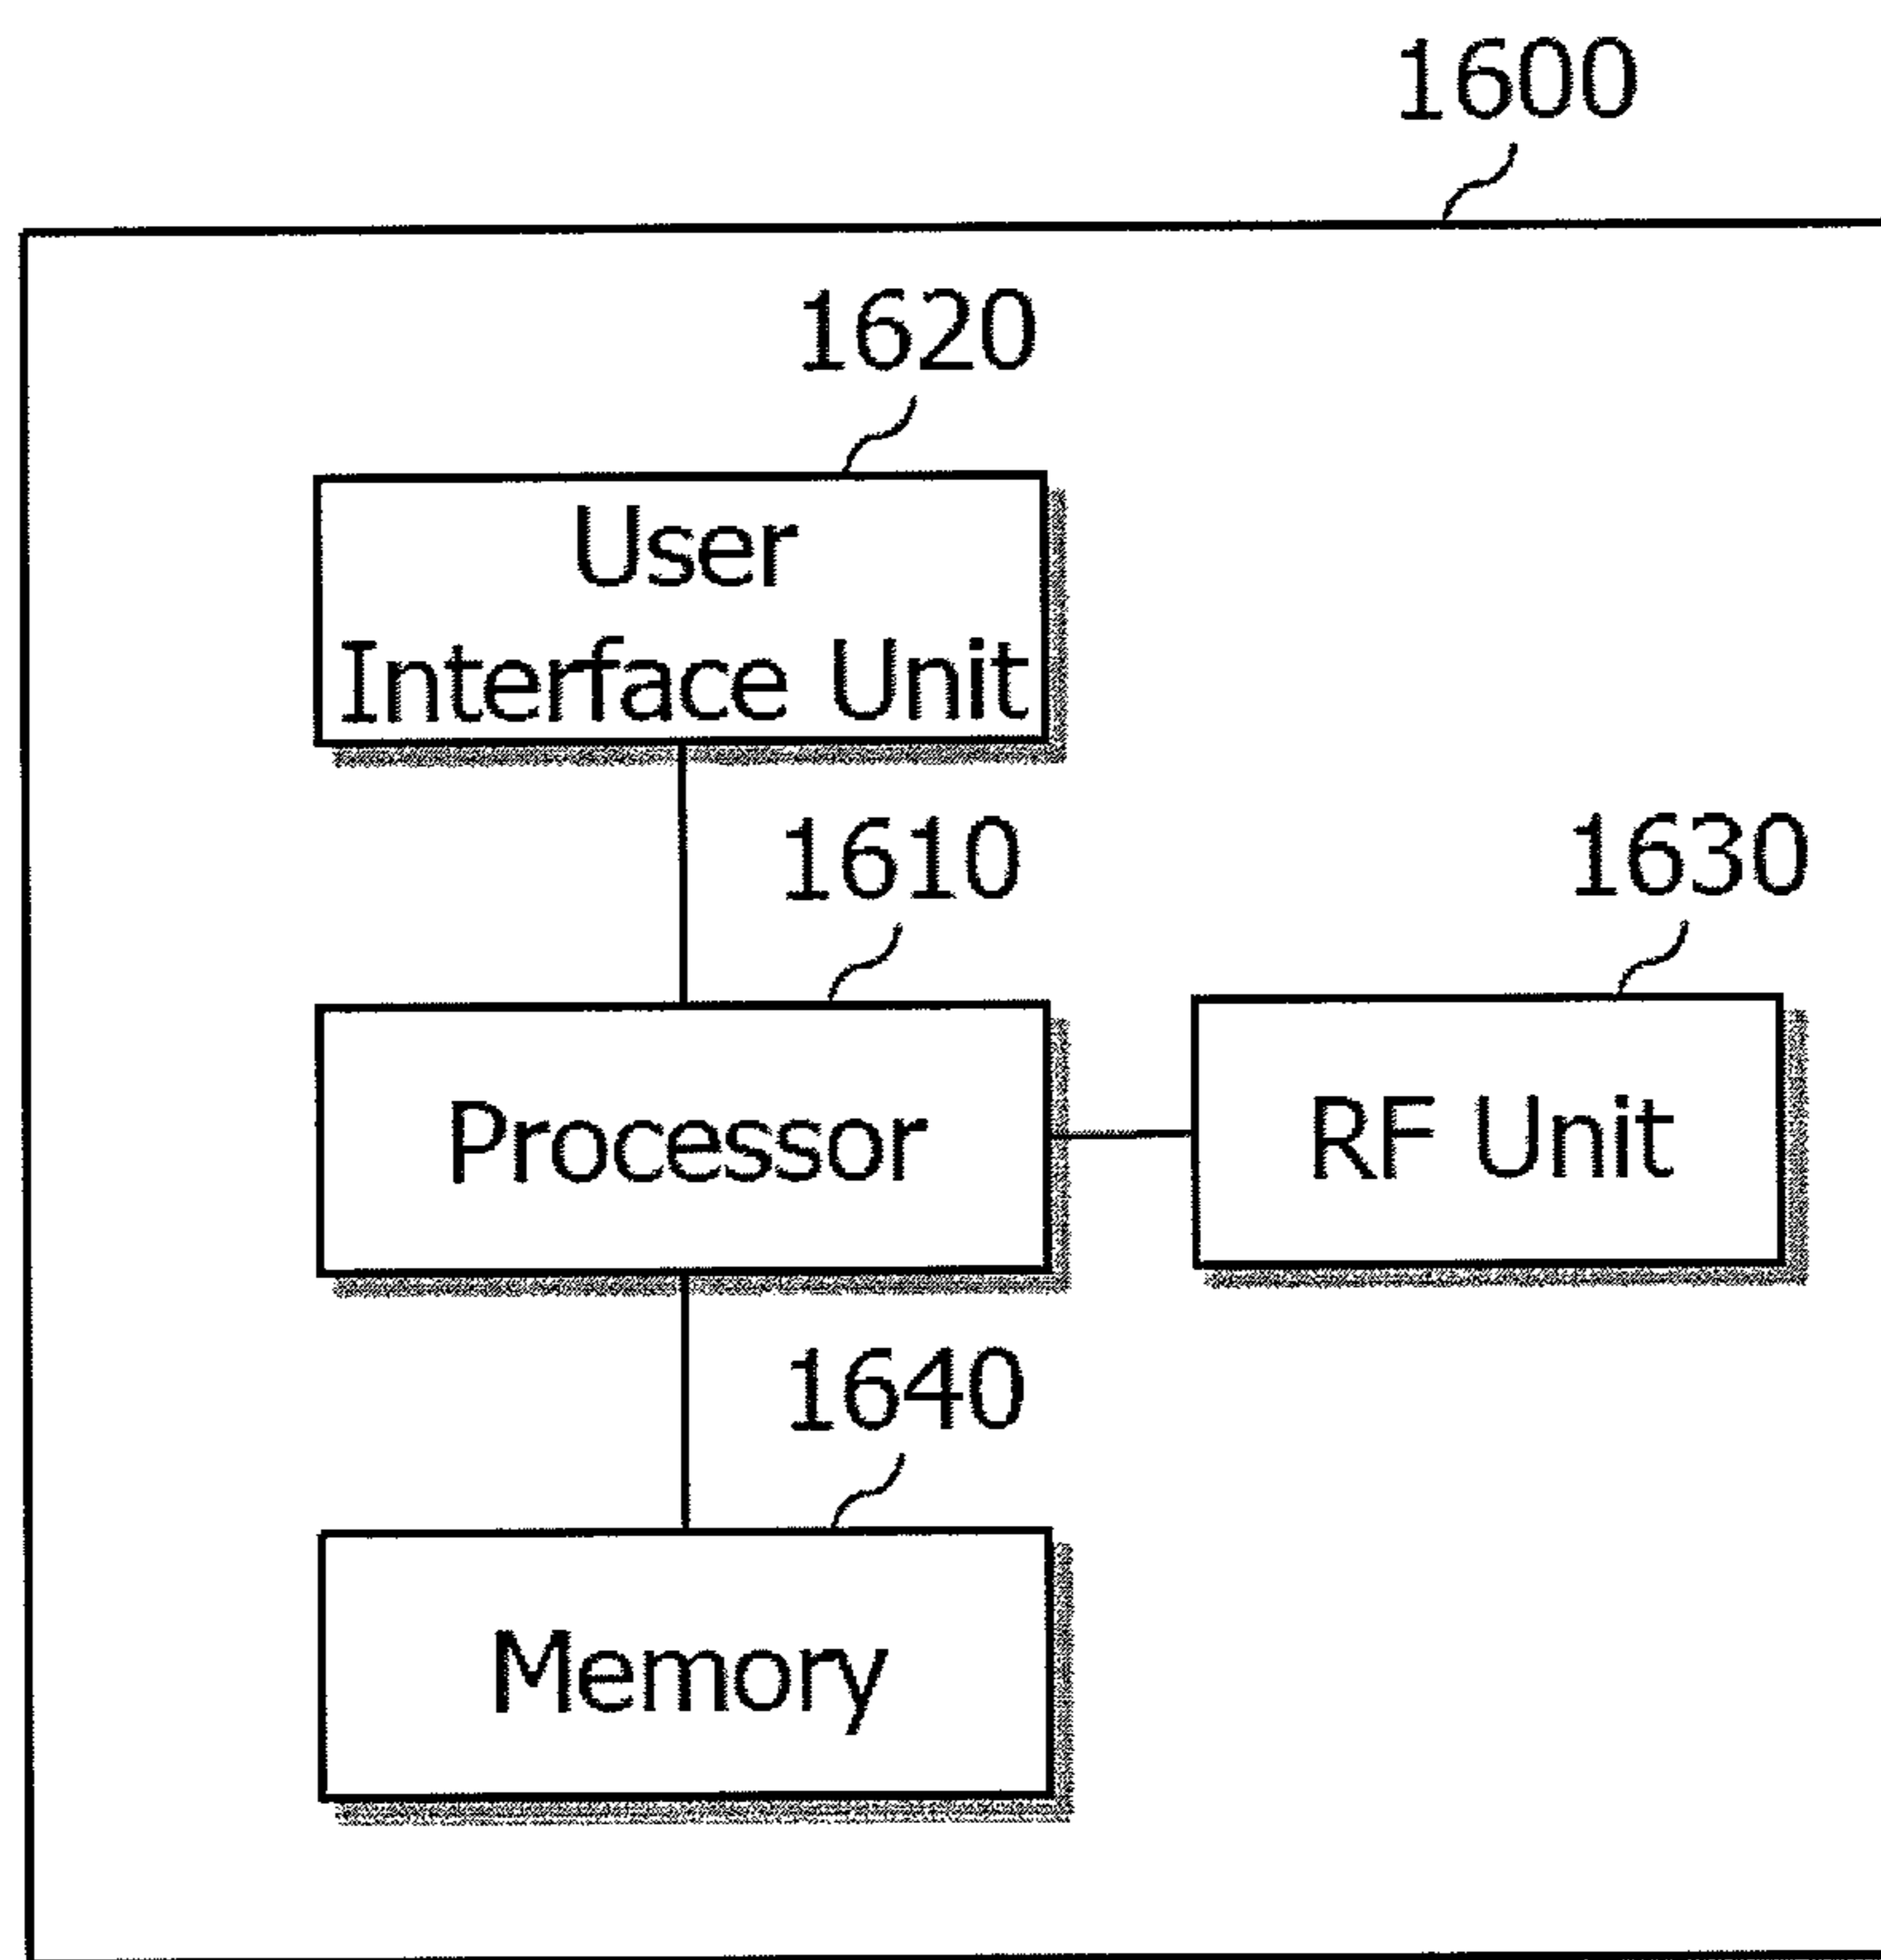 1600
1620
User
Interface Unit
1610
1630
Processor
RF Unit
1640
Memory